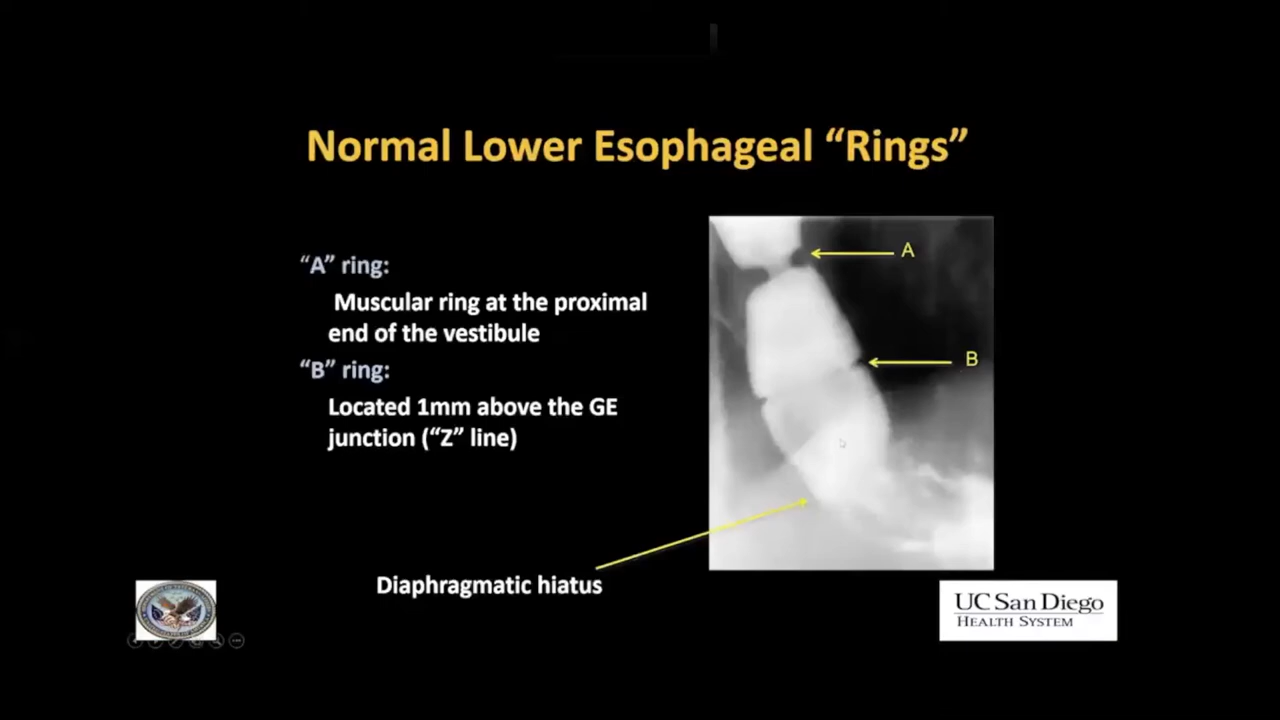 Normal Lower Esophageal “Rings”
“A” ring:
Muscular ring at the proximal
end of the vestibule
“B” ring:
Located 1mm above the GE
junction (“Z” line)
A
B
Diaphragmatic hiatus
UC San Diego
HEALTH SYSTEM